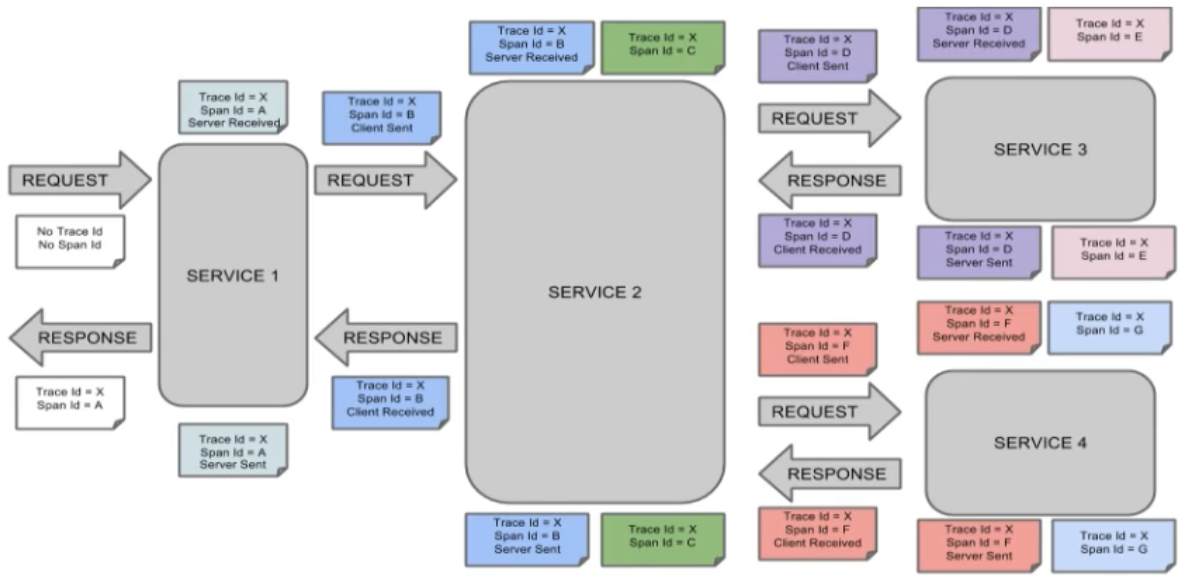 Trace Id = X
Span Id = A
Server Received
REQUEST
No Trace Id
No Span Id
SERVICE 1
RESPONSE
Trace Id = X
Span Id = A
Trace Id = X
Span Id = A
Server Sent
Trace Id = X
Span Id = B
Client Sent
REQUEST
RESPONSE
Trace Id = X
Span Id = B
Client Received
Trace Id = X
Span Id = B
Server Received
Trace Id = X
Span Id = C
SERVICE 2
Trace Id = X
Span Id = B
Server Sent
Trace Id = X
Span Id = C
Trace Id = X
Span Id = D
Client Sent
REQUEST
RESPONSE
Trace Id = X
Span Id = D
Client Received
Trace Id = X
Span Id = D
Server Received
Trace Id = X
Span Id = E
SERVICE 3
Trace Id = X
Span Id = D
Server Sent
Trace Id = X
Span Id = E
Trace Id = X
Span Id = F
Client Sent
REQUEST
RESPONSE
Trace Id = X
Span Id = F
Client Received
Trace Id = X
Span Id = F
Server Received
Trace Id = X
Span Id = G
SERVICE 4
Trace Id = X
Span Id = F
Server Sent
Trace Id = X
Span Id = G